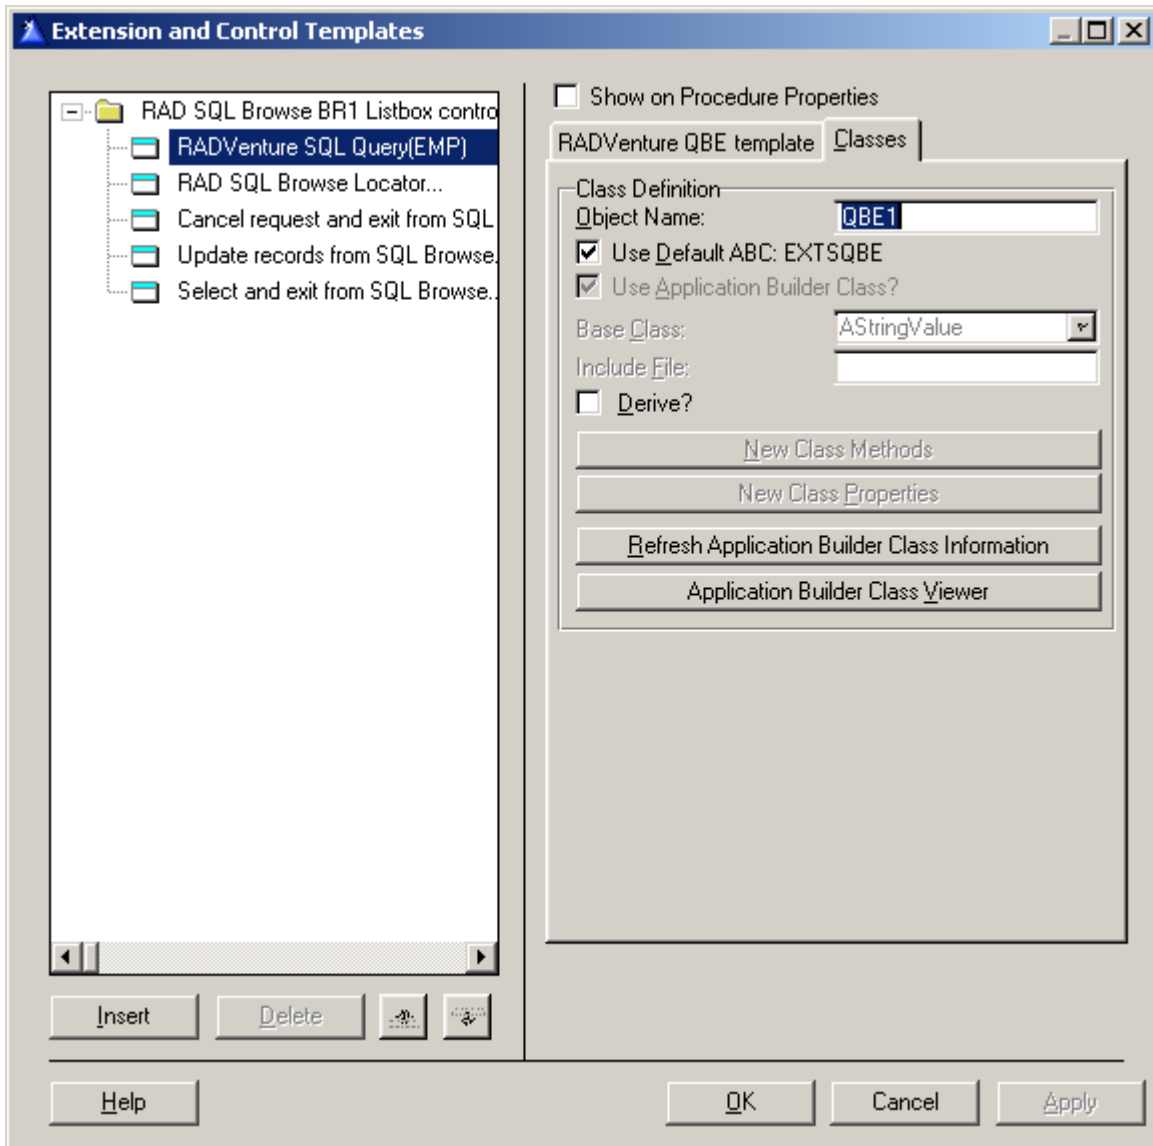 Extension and Control Templates
RAD SQL Browse BR1 Listbox contro
RADVenture SQL Query(EMP)
RAD SQL Browse Locator...
Cancel request and exit from SQL
Update records from SQL Browse.
Select and exit from SQL Browse..
Insert
Delete
Show on Procedure Properties
RADVenture QBE template
Classes
Class Definition
Object Name: QBE1
Use Default ABC: EXTSQBE
Use Application Builder Class?
Base Class: AStringValue
Include File:
Derive?
New Class Methods
New Class Properties
Refresh Application Builder Class Information
Application Builder Class Viewer
Help
OK
Cancel
Apply